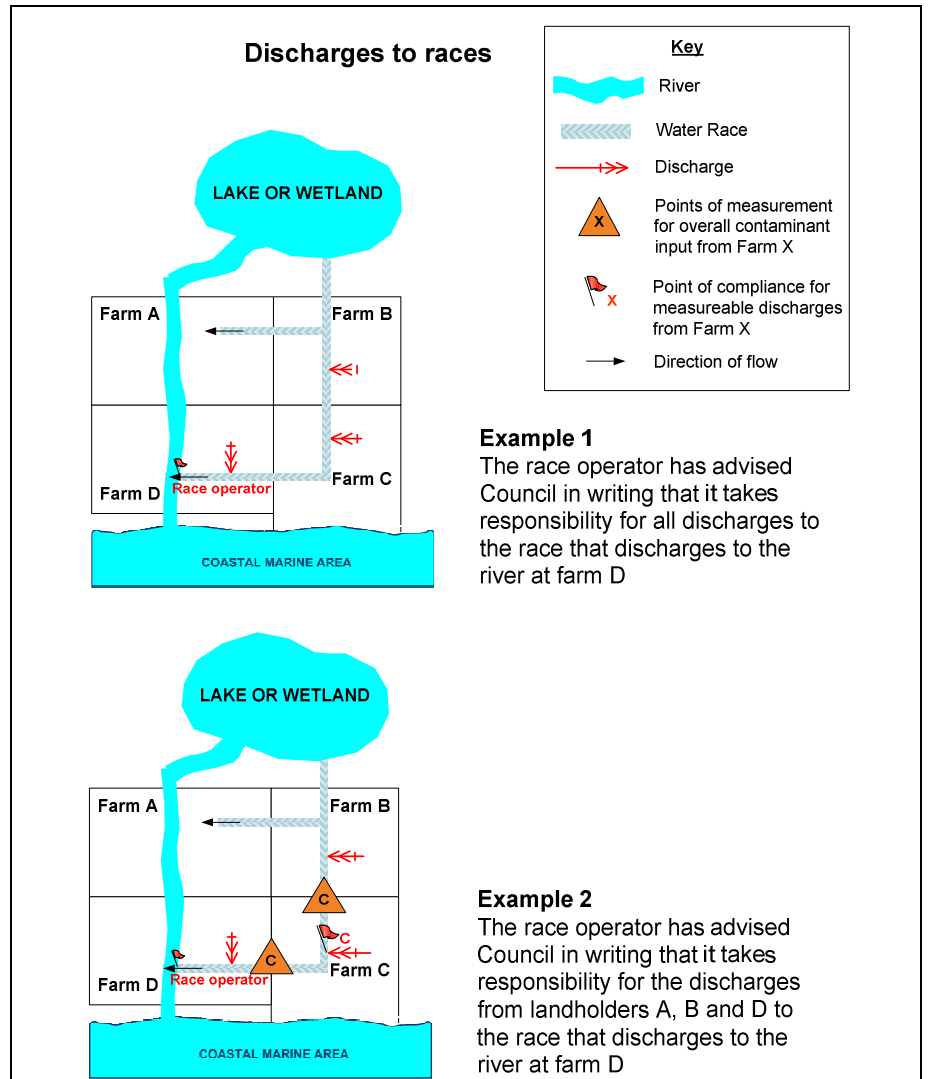 Discharges to races
Key
River
Water Race
Discharge
X
Points of measurement
for overall contaminant
input from Farm X
X
Point of compliance for
measureable discharges
from Farm X
Direction of flow
LAKE OR WETLAND
Farm A
Farm B
Race operator
Farm C
Farm D
COASTAL MARINE AREA
Example 1
The race operator has advised
Council in writing that it takes
responsibility for all discharges to
the race that discharges to the
river at farm D
LAKE OR WETLAND
Farm A
Farm B
C
C
C
Farm C
Race operator
Farm D
COASTAL MARINE AREA
Example 2
The race operator has advised
Council in writing that it takes
responsibility for the discharges
from landholders A, B and D to
the race that discharges to the
river at farm D